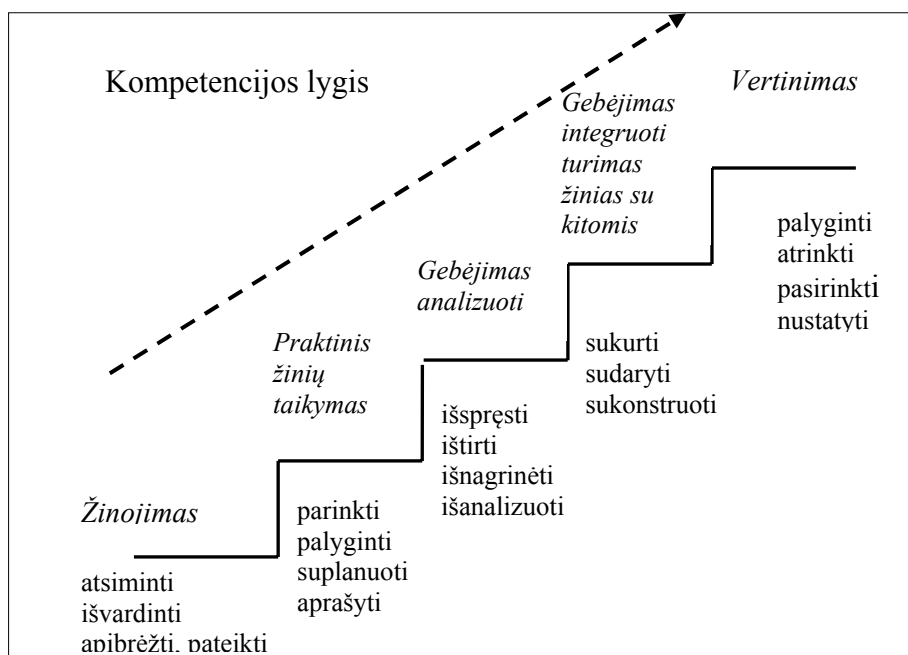 Kompetencijos lygis
Vertinimas
Gebėjimas
integruoti
turimas
žinias su
kitomis
palyginti
atrinkti
pasirinkti
nustatyti
Gebėjimas
analizuoti
sukurti
sudaryti
sukonstruoti
Praktinis
žinių
taikymas
išspręsti
ištirti
išnagrinėti
išanalizuoti
Žinojimas
parinkti
palyginti
suplanuoti
aprašyti
atsiminti
išvardinti
apibrėžti, pateikti